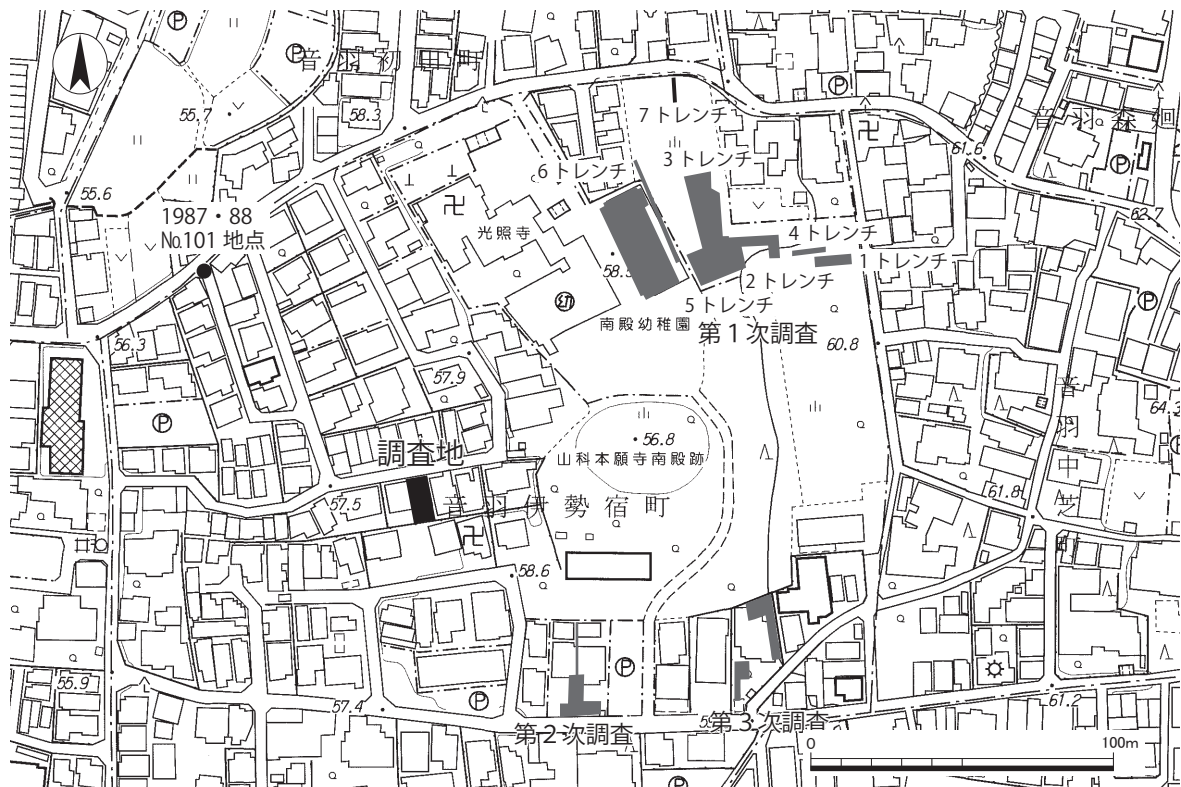 音羽初田町
58.3
55.7
7トレンチ
音羽森廻
61.6
6トレンチ
3トレンチ
55.6
62.7
1987・88
№101 地点
光照寺
4トレンチ
1トレンチ
2トレンチ
5トレンチ
南殿幼稚園
幼
第1次調査
60.8
56.3
57.9
64.3
56.8
調査地
山科本願寺南殿跡
音羽伊勢宿町
音羽中芝町
57.5
61.8
58.6
55.9
57.4
61.2
第2次調査
第3次調査
0
100m
P
P
P
P
P
P
P
P
P
P